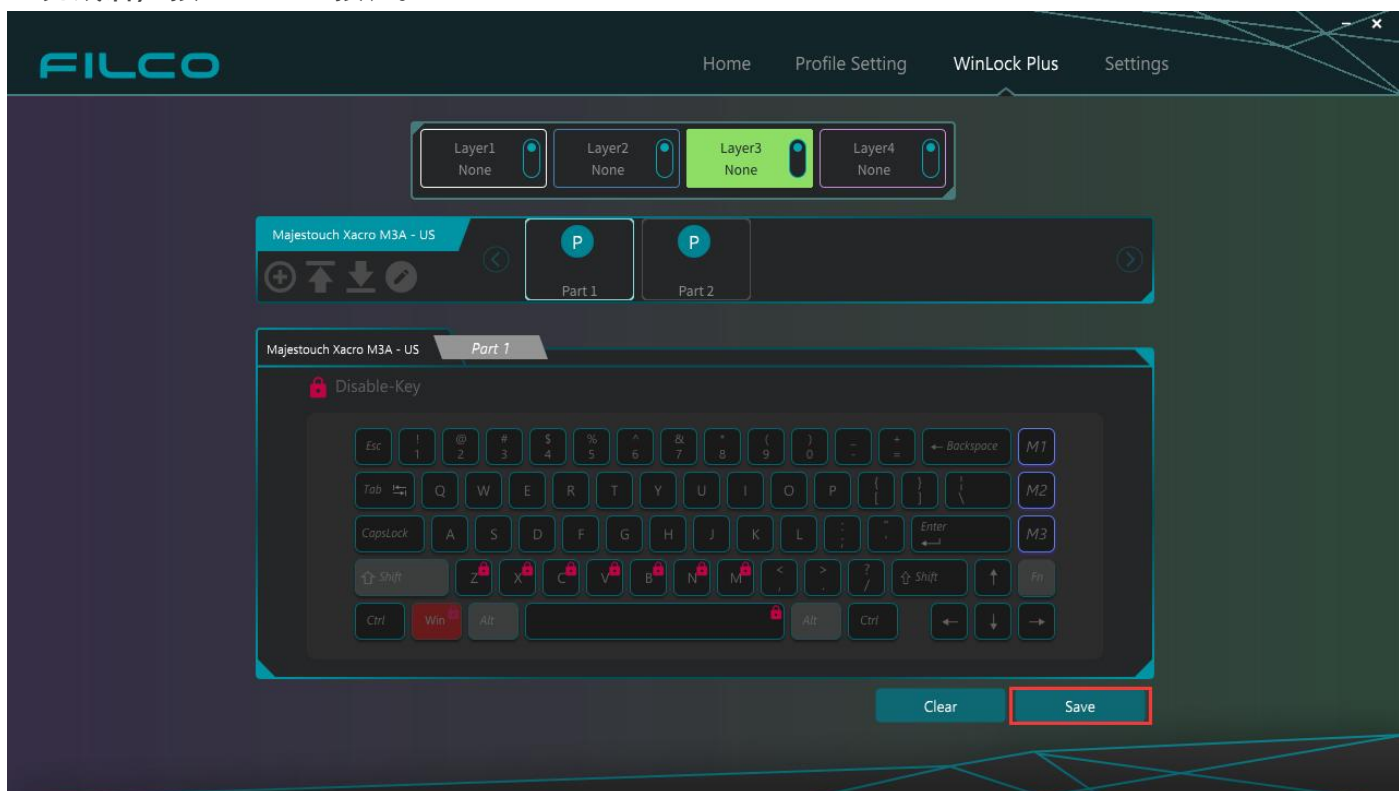 FILCO
Home Profile Setting WinLock Plus Settings
Layer1 Layer2 Layer3 Layer4
None None None None
Majestouch Xacro M3A - US
P P
Part 1 Part 2
Majestouch Xacro M3A - US Part 1
Disable-Key
Esc ! 1 @ 2 # 3 $ 4 % 5 ^ 6 & 7 * 8 ( 9 ) 0 _ - + = ← Backspace M1
Tab Q W E R T Y U I O P { [ } ] ¦ \ M2
CapsLock A S D F G H J K L : ; " ' Enter M3
⇧ Shift Z X C V B N M < , > . ? / ⇧ Shift ↑ Fn
Ctrl Win Alt Alt Ctrl ← ↓ →
Clear Save